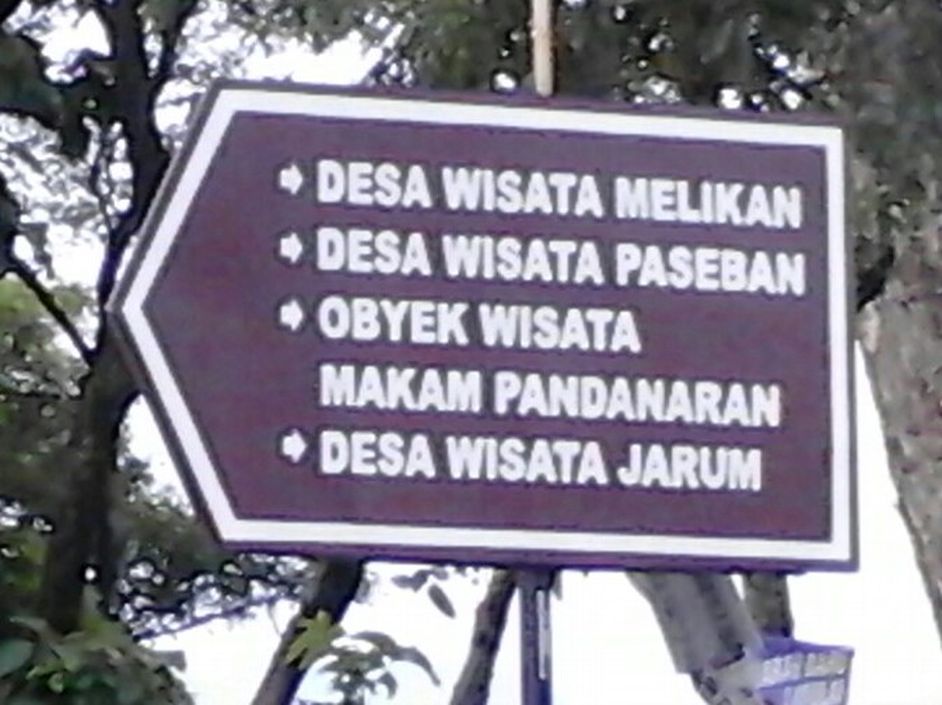 ➧ DESA WISATA MELIKAN
➧ DESA WISATA PASEBAN
➧ OBYEK WISATA
MAKAM PANDANARAN
➧ DESA WISATA JARUM